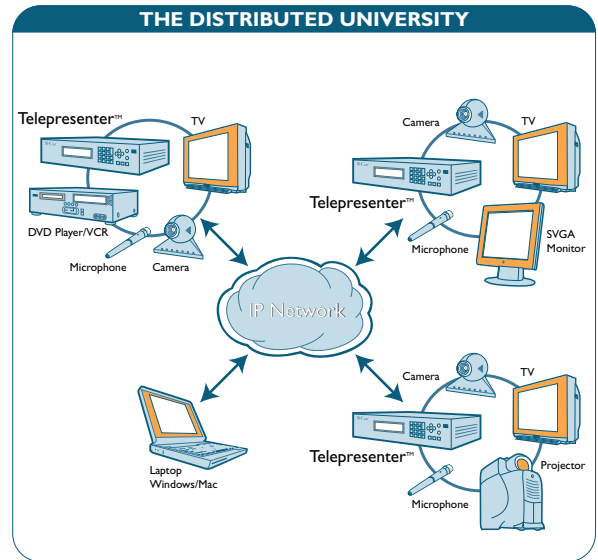 THE DISTRIBUTED UNIVERSITY
Telepresenter™
TV
DVD Player/VCR
Microphone
Camera
Camera
TV
Telepresenter™
Microphone
SVGA
Monitor
IP Network
Laptop
Windows/Mac
Camera
TV
Telepresenter™
Microphone
Projector